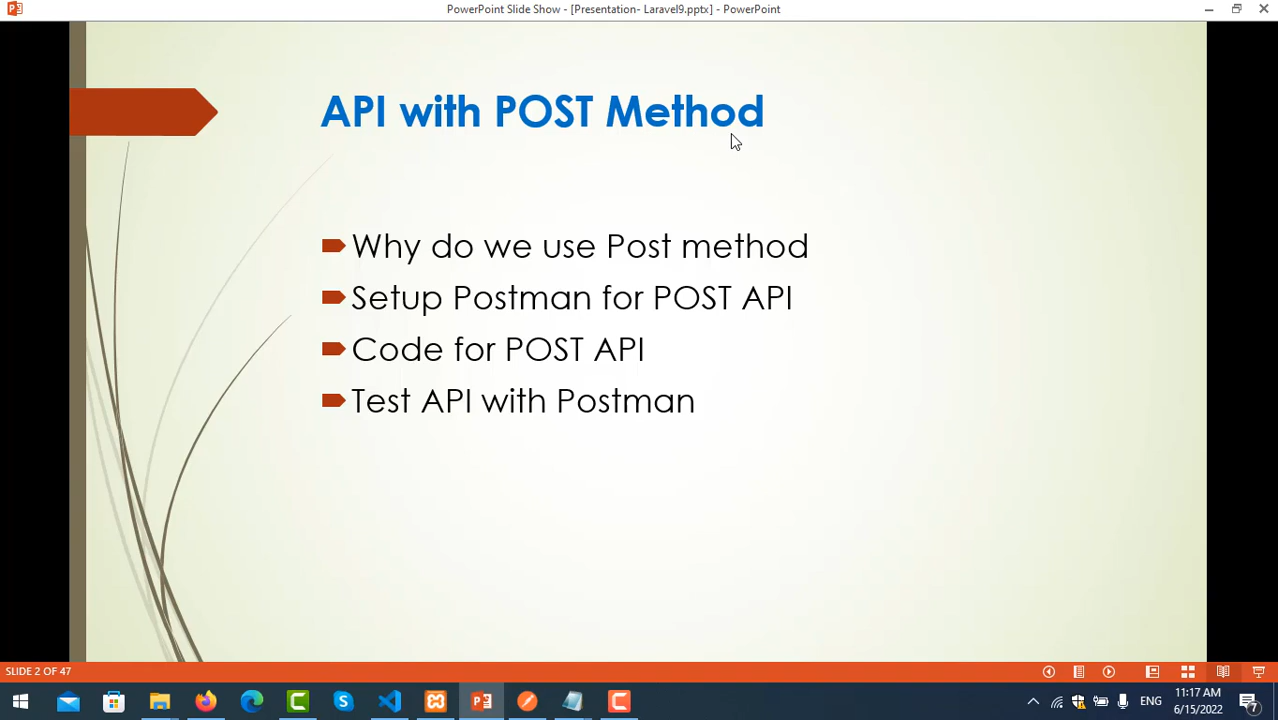 PowerPoint Slide Show - [Presentation- Laravel9.pptx] - PowerPoint
API with POST Method
Why do we use Post method
Setup Postman for POST API
Code for POST API
Test API with Postman
SLIDE 2 OF 47
ENG
11:17 AM
6/15/2022
7